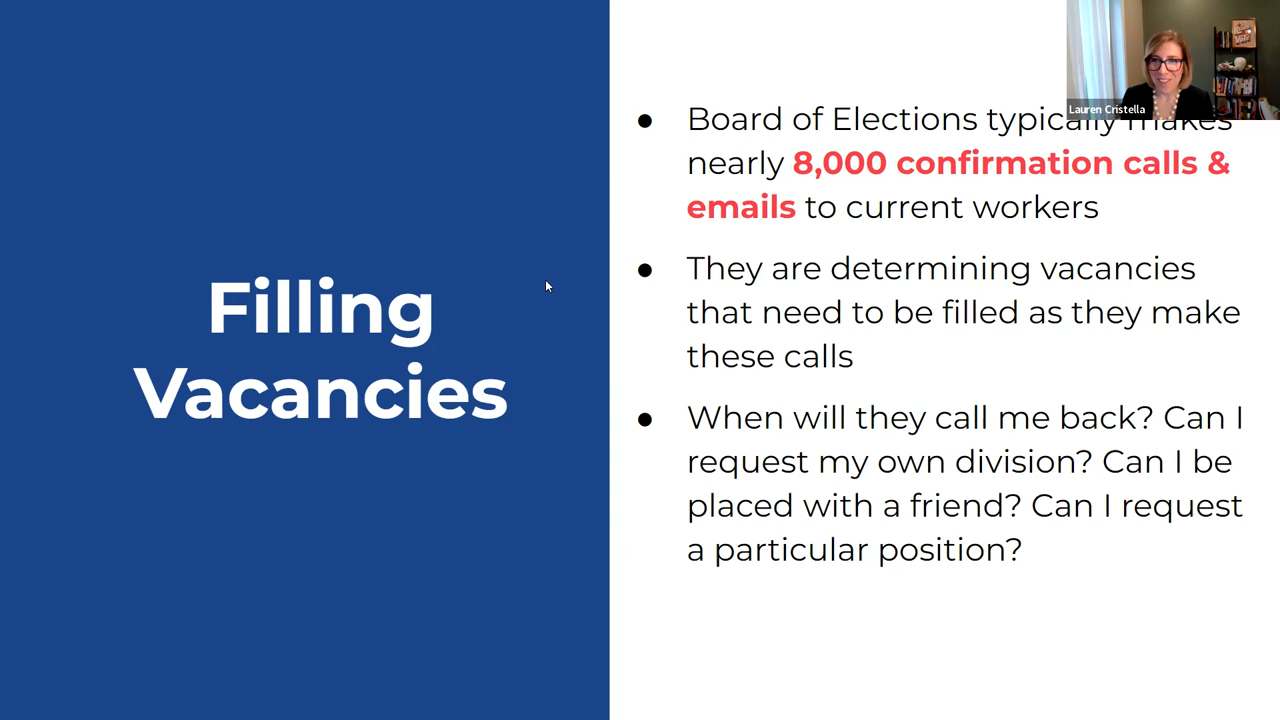 Lauren Cristella
Filling
Vacancies
● Board of Elections typically makes
nearly 8,000 confirmation calls &
emails to current workers
● They are determining vacancies
that need to be filled as they make
these calls
● When will they call me back? Can I
request my own division? Can I be
placed with a friend? Can I request
a particular position?